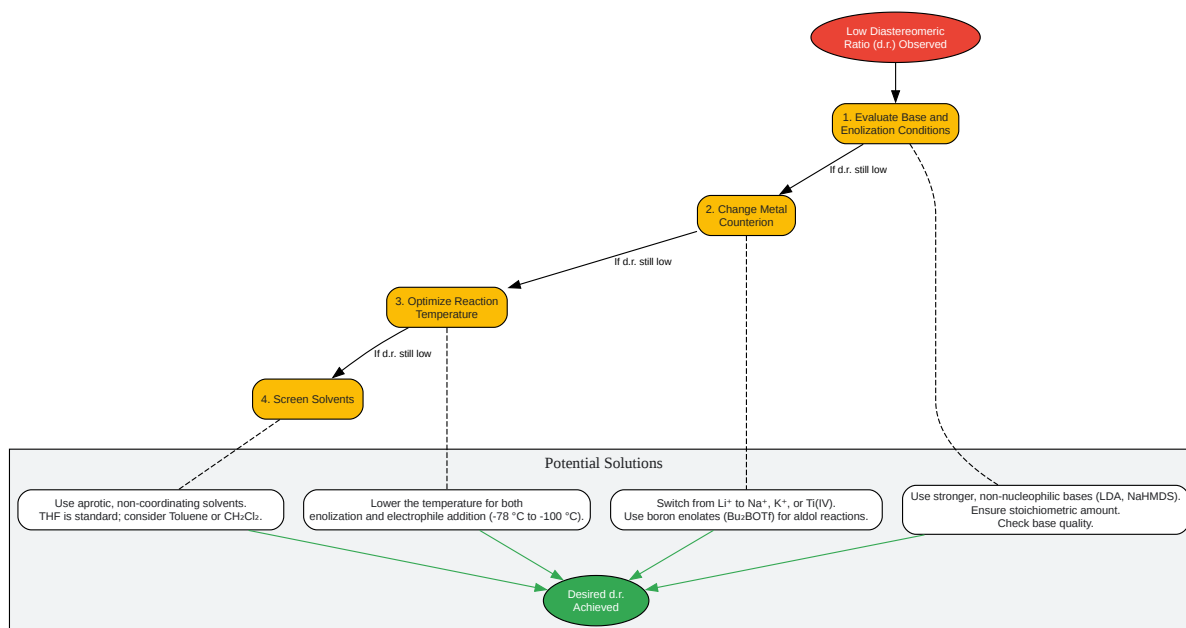 Low Diastereomeric
Ratio (d.r.) Observed
1. Evaluate Base and
Enolization Conditions
If d.r. still low
2. Change Metal
Counterion
If d.r. still low
3. Optimize Reaction
Temperature
If d.r. still low
4. Screen Solvents
Potential Solutions
Use aprotic, non-coordinating solvents.
THF is standard; consider Toluene or CH₂Cl₂.
Lower the temperature for both
enolization and electrophile addition (-78 °C to -100 °C).
Switch from Li⁺ to Na⁺, K⁺, or Ti(IV).
Use boron enolates (Bu₂BOTf) for aldol reactions.
Use stronger, non-nucleophilic bases (LDA, NaHMDS).
Ensure stoichiometric amount.
Check base quality.
Desired d.r.
Achieved